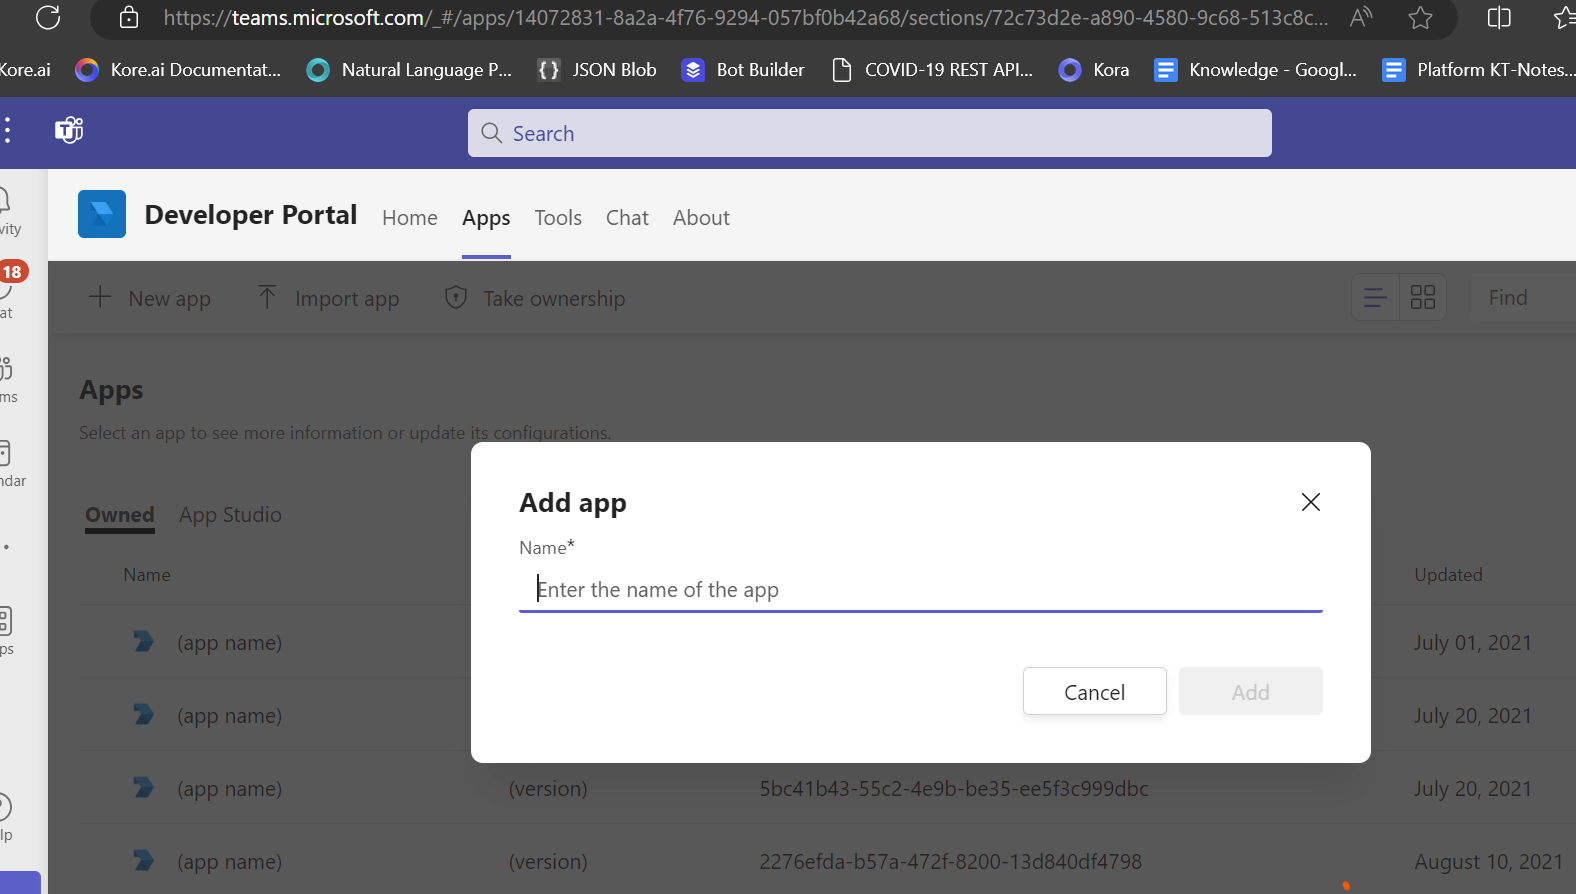 https://teams.microsoft.com/_#/apps/14072831-8a2a-4f76-9294-057bf0b42a68/sections/72c73d2e-a890-4580-9c68-513c8c...
Kore.ai Kore.ai Documentat... Natural Language P... JSON Blob Bot Builder COVID-19 REST API... Kora Knowledge - Googl... Platform KT-Notes...
Search
Developer Portal Home Apps Tools Chat About
vity
18
at
ms
ndar
ps
lp
New app Import app Take ownership Find
Apps
Select an app to see more information or update its configurations.
Owned App Studio
Name Updated
(app name) July 01, 2021
(app name) July 20, 2021
(app name) (version) 5bc41b43-55c2-4e9b-be35-ee5f3c999dbc July 20, 2021
(app name) (version) 2276efda-b57a-472f-8200-13d840df4798 August 10, 2021
Add app
Name*
Enter the name of the app
Cancel Add